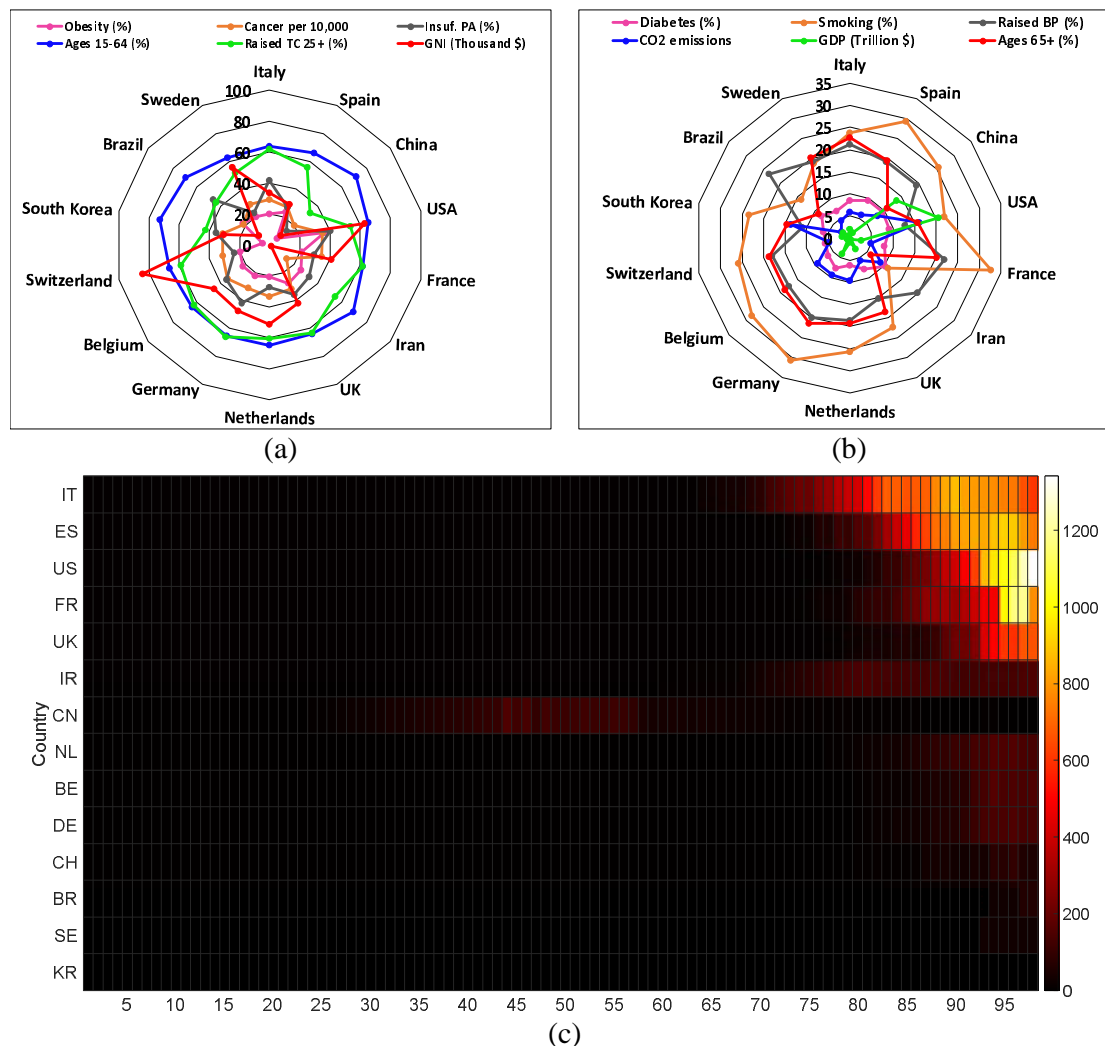 Obesity (%) Cancer per 10,000 Insuf. PA (%)
Ages 15-64 (%) Raised TC 25+ (%) GNI (Thousand $)
Italy
Spain
China
USA
France
Iran
UK
Netherlands
Germany
Belgium
Switzerland
South Korea
Brazil
Sweden
100
80
60
40
20
0
(a)
Diabetes (%) Smoking (%) Raised BP (%)
CO2 emissions GDP (Trillion $) Ages 65+ (%)
Italy
Spain
China
USA
France
Iran
UK
Netherlands
Germany
Belgium
Switzerland
South Korea
Brazil
Sweden
35
30
25
20
15
10
5
0
(b)
Country
IT
ES
US
FR
UK
IR
CN
NL
BE
DE
CH
BR
SE
KR
5 10 15 20 25 30 35 40 45 50 55 60 65 70 75 80 85 90 95
1200
1000
800
600
400
200
0
(c)